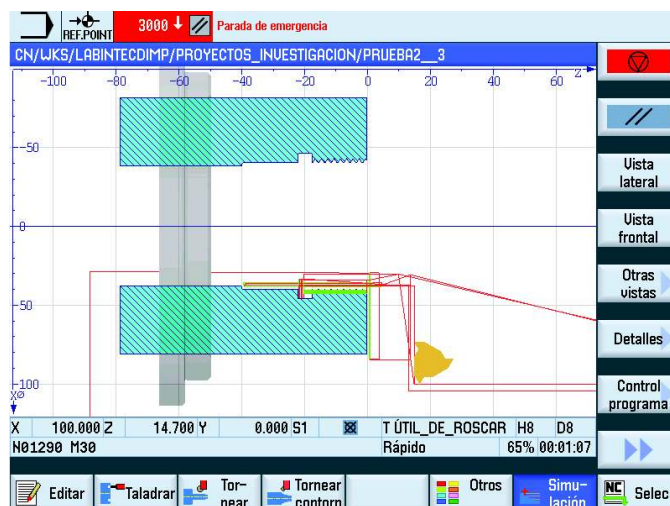 REF.POINT
3000 ↓ Parada de emergencia
CN/WKS/LABINTECDIMP/PROYECTOS_INVESTIGACION/PRUEBA2__3
-100 -80 -60 -40 -20 0 20 40 60 Z
-50
0
50
100
XØ
Vista
lateral
Vista
frontal
Otras
vistas
Detalles
Control
programa
X 100.000 Z 14.700 Y 0.000 S1 T ÚTIL_DE_ROSCAR H8 D8
N01290 M30 Rápido 65% 00:01:07
Editar
Taladrar
Tor-
near
Tornear
contorn
Otros
Simu-
lación
NC Selec